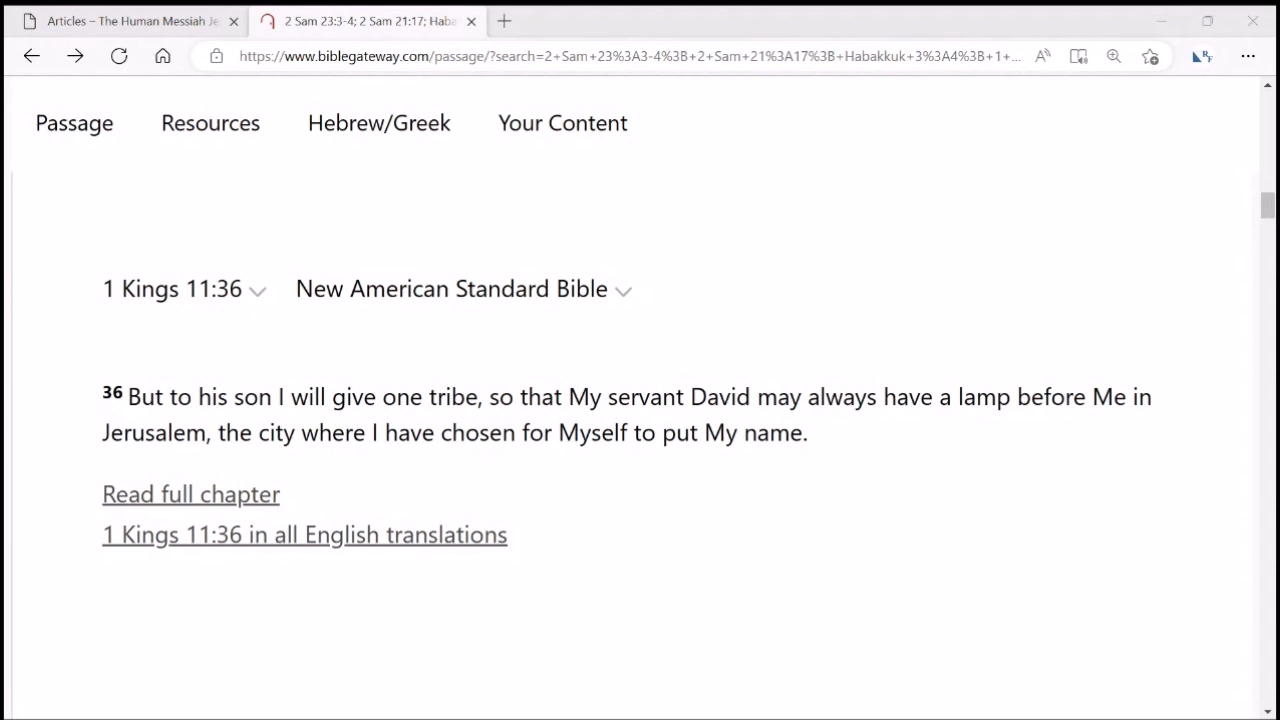 Articles – The Human Messiah Je
2 Sam 23:3-4; 2 Sam 21:17; Haba
https://www.biblegateway.com/passage/?search=2+Sam+23%3A3-4%3B+2+Sam+21%3A17%3B+Habakkuk+3%3A4%3B+1+...
Passage Resources Hebrew/Greek Your Content
1 Kings 11:36 New American Standard Bible
36 But to his son I will give one tribe, so that My servant David may always have a lamp before Me in
Jerusalem, the city where I have chosen for Myself to put My name.
Read full chapter
1 Kings 11:36 in all English translations